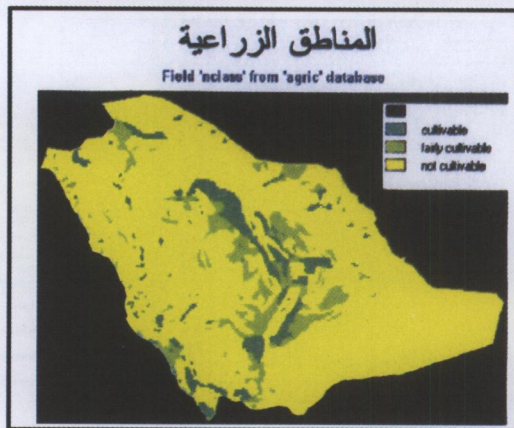 المناطق الزراعية
Field 'nclass' from 'agric' database
cultivable
fairly cultivable
not cultivable